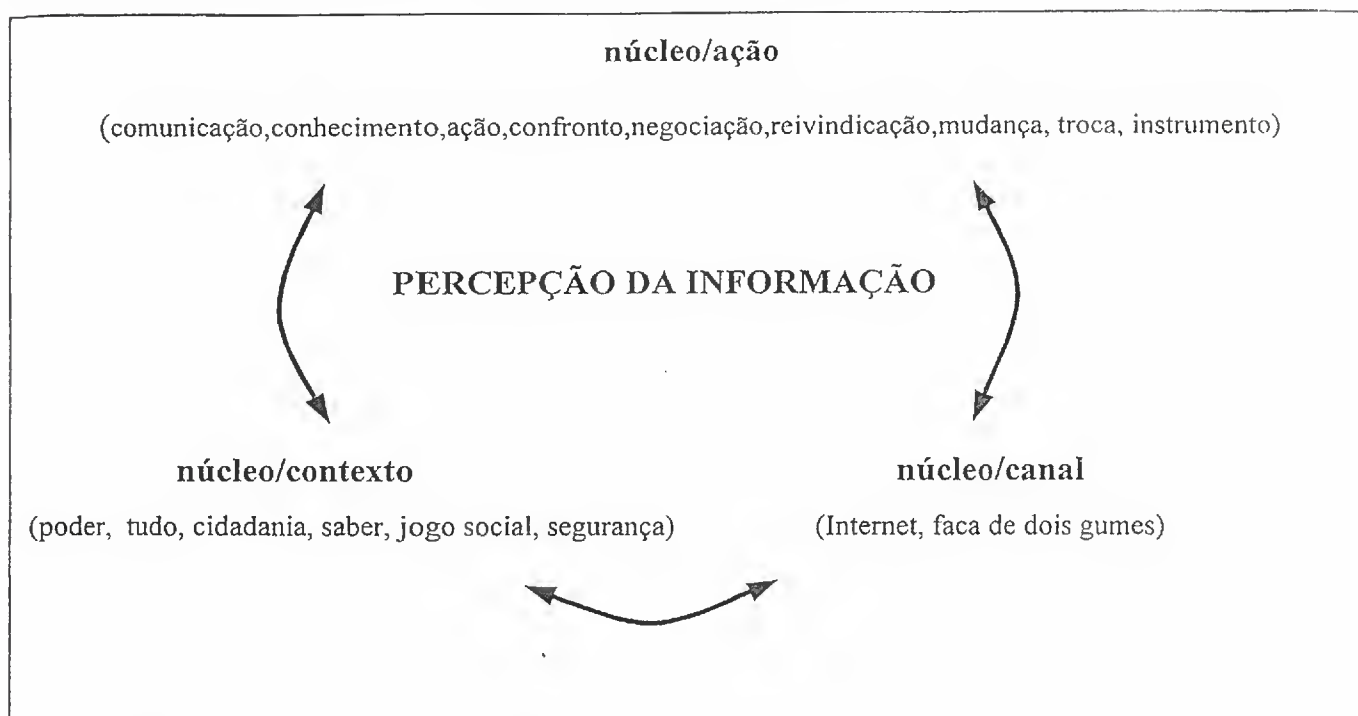 núcleo/ação
(comunicação,conhecimento,ação,confronto,negociação,reivindicação,mudança, troca, instrumento)
PERCEPÇÃO DA INFORMAÇÃO
núcleo/contexto
(poder, tudo, cidadania, saber, jogo social, segurança)
núcleo/canal
(Internet, faca de dois gumes)